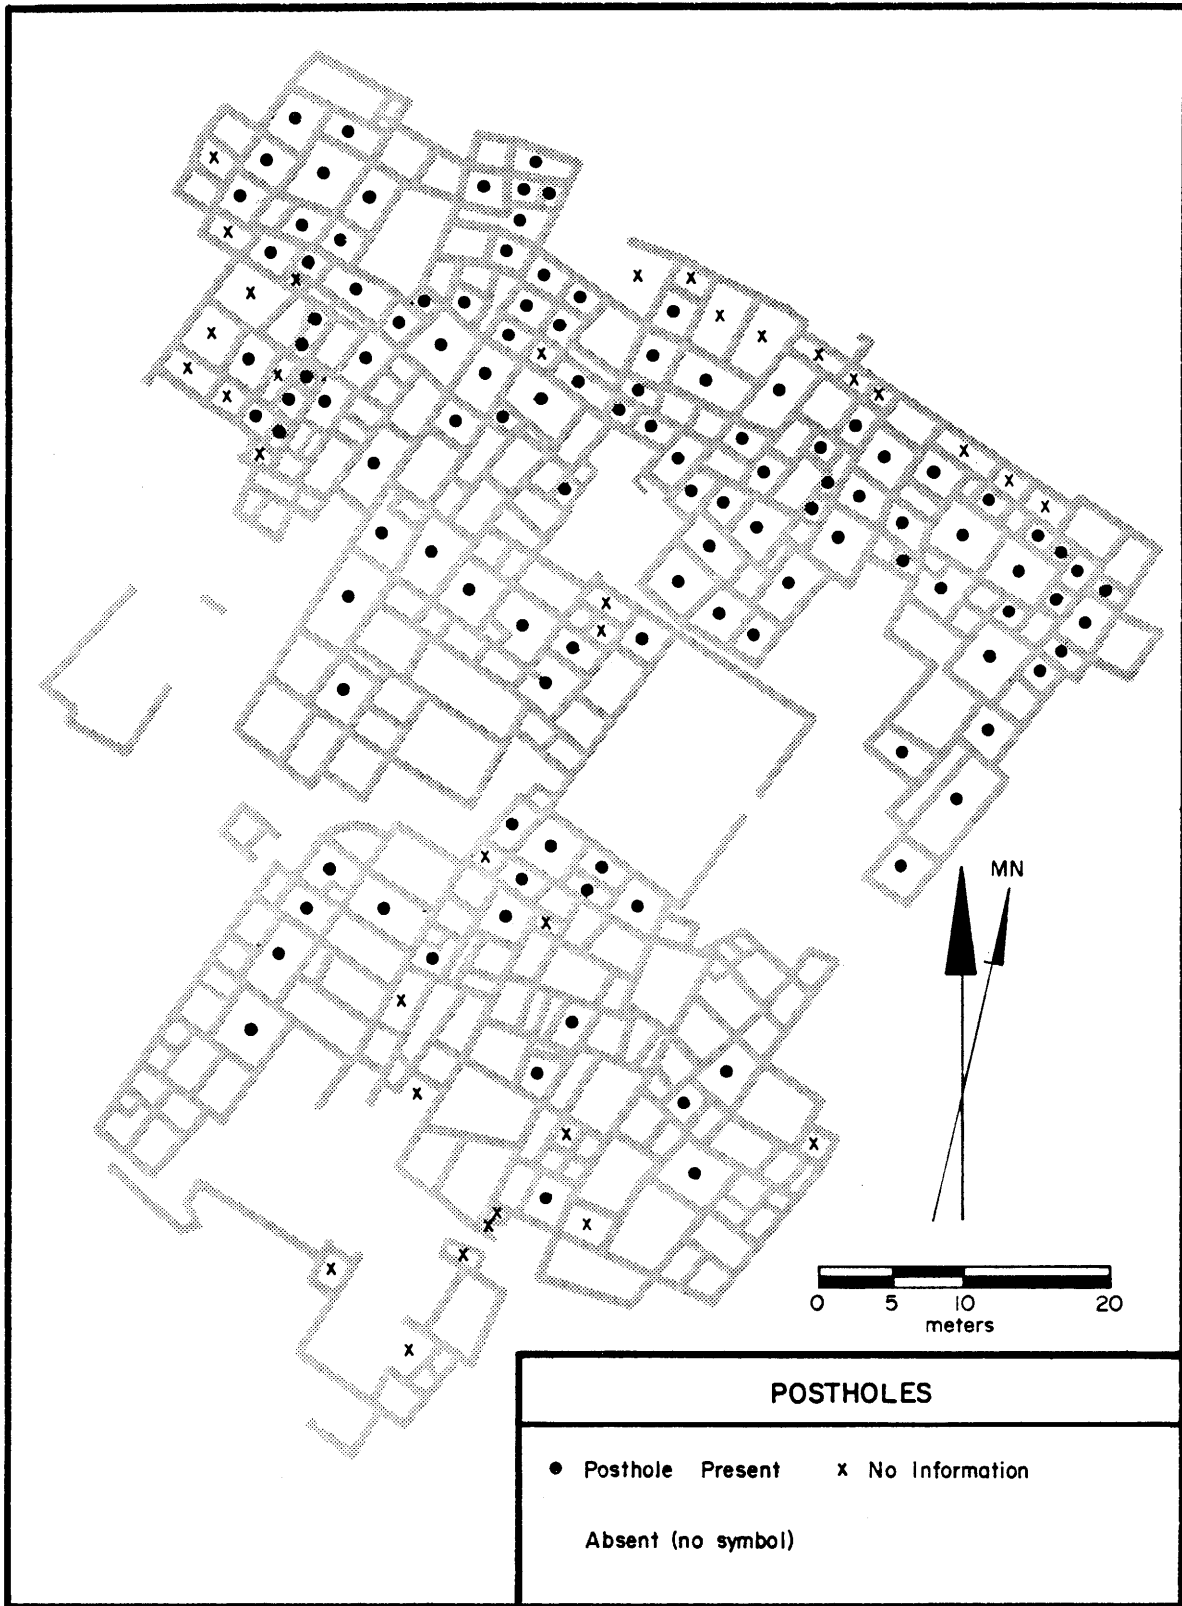 MN
0 5 10 20
meters
POSTHOLES
● Posthole Present x No Information
Absent (no symbol)